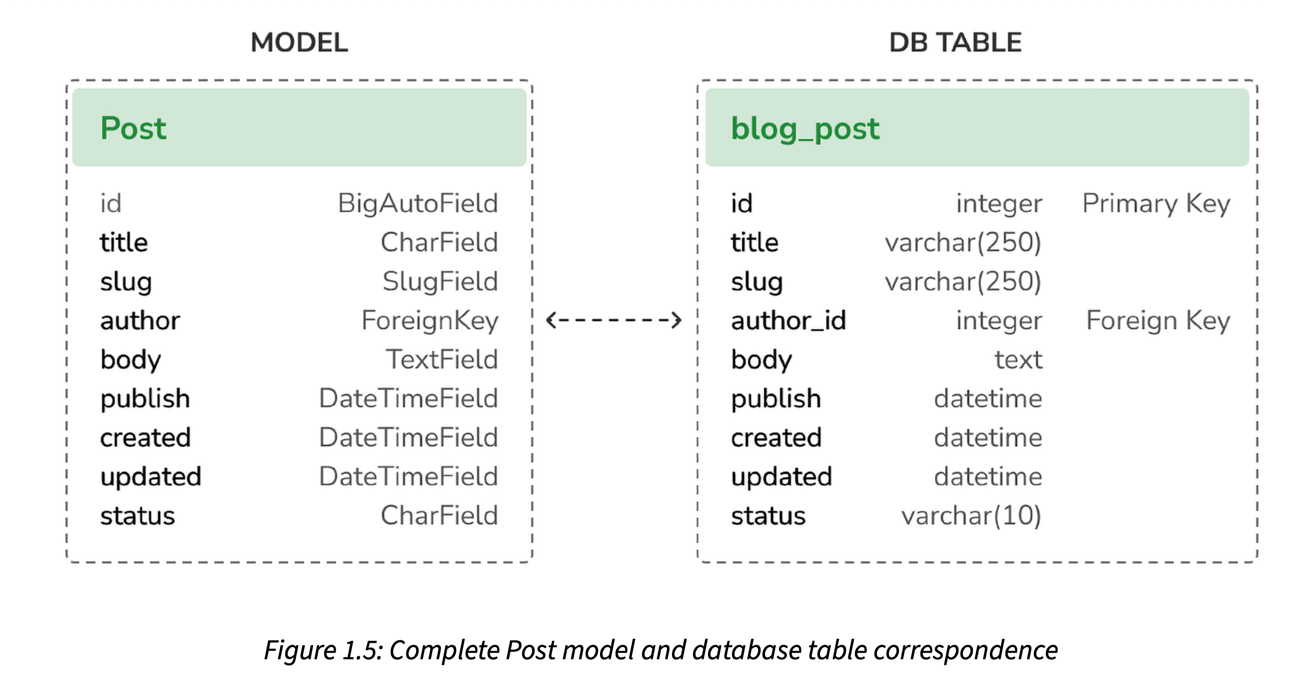 MODEL
DB TABLE
Post
id BigAutoField
title CharField
slug SlugField
author ForeignKey
body TextField
publish DateTimeField
created DateTimeField
updated DateTimeField
status CharField
blog_post
id integer Primary Key
title varchar(250)
slug varchar(250)
author_id integer Foreign Key
body text
publish datetime
created datetime
updated datetime
status varchar(10)
Figure 1.5: Complete Post model and database table correspondence